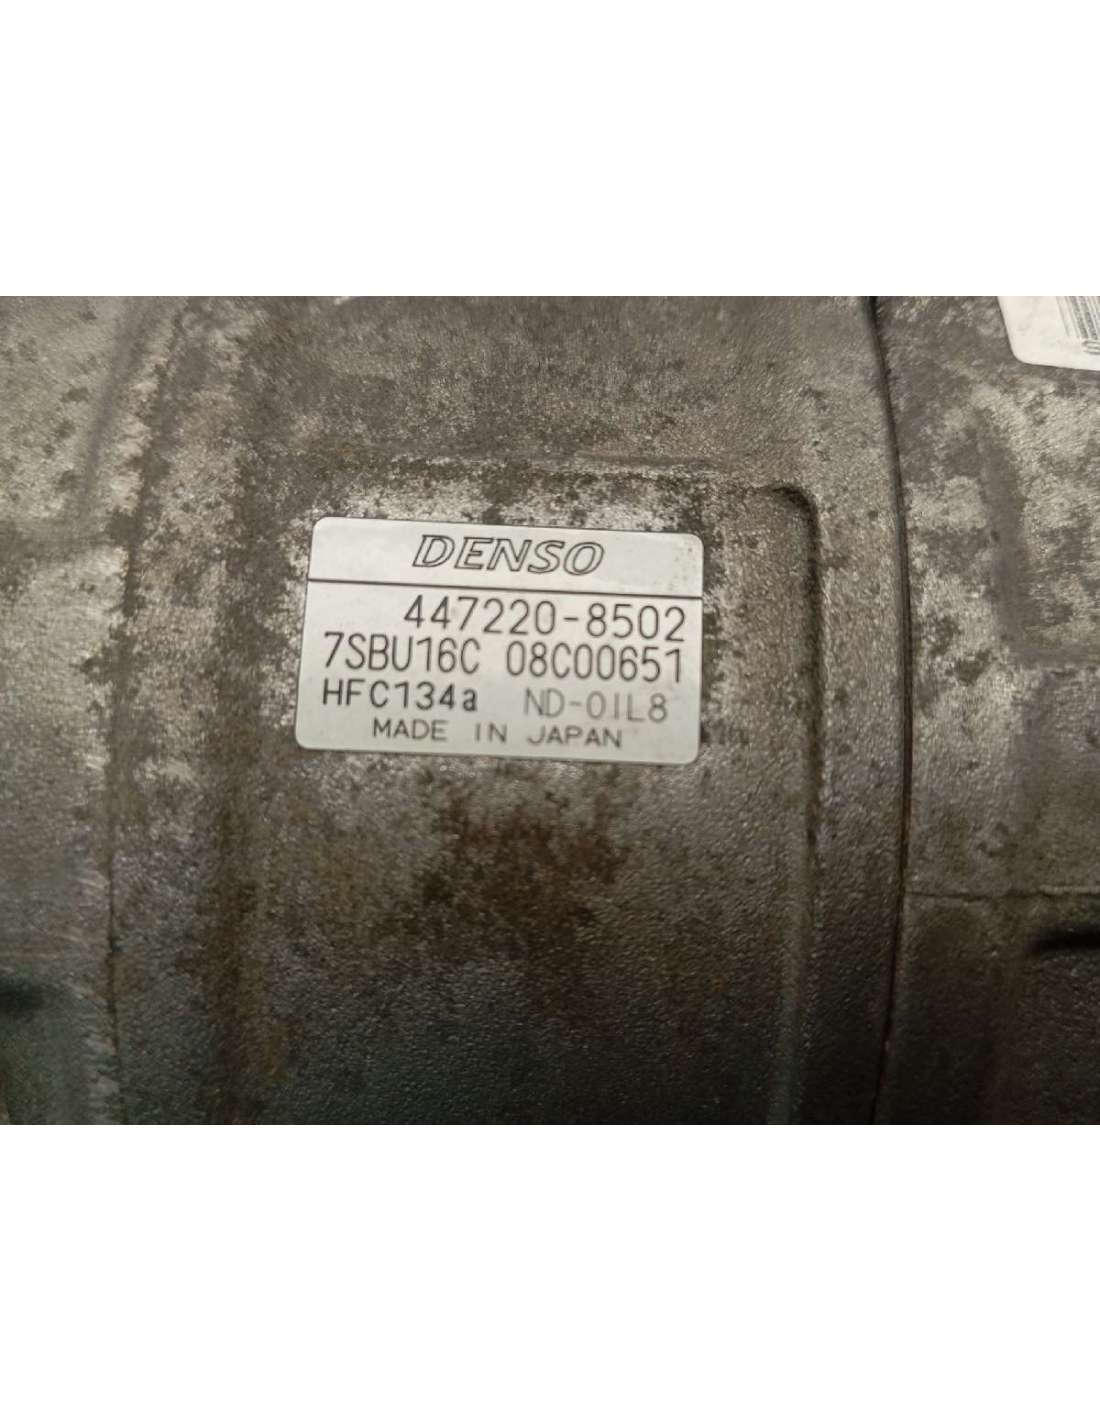 DENSO
447220-8502
7SBU16C 08C00651
HFC134a ND-OIL8
MADE IN JAPAN